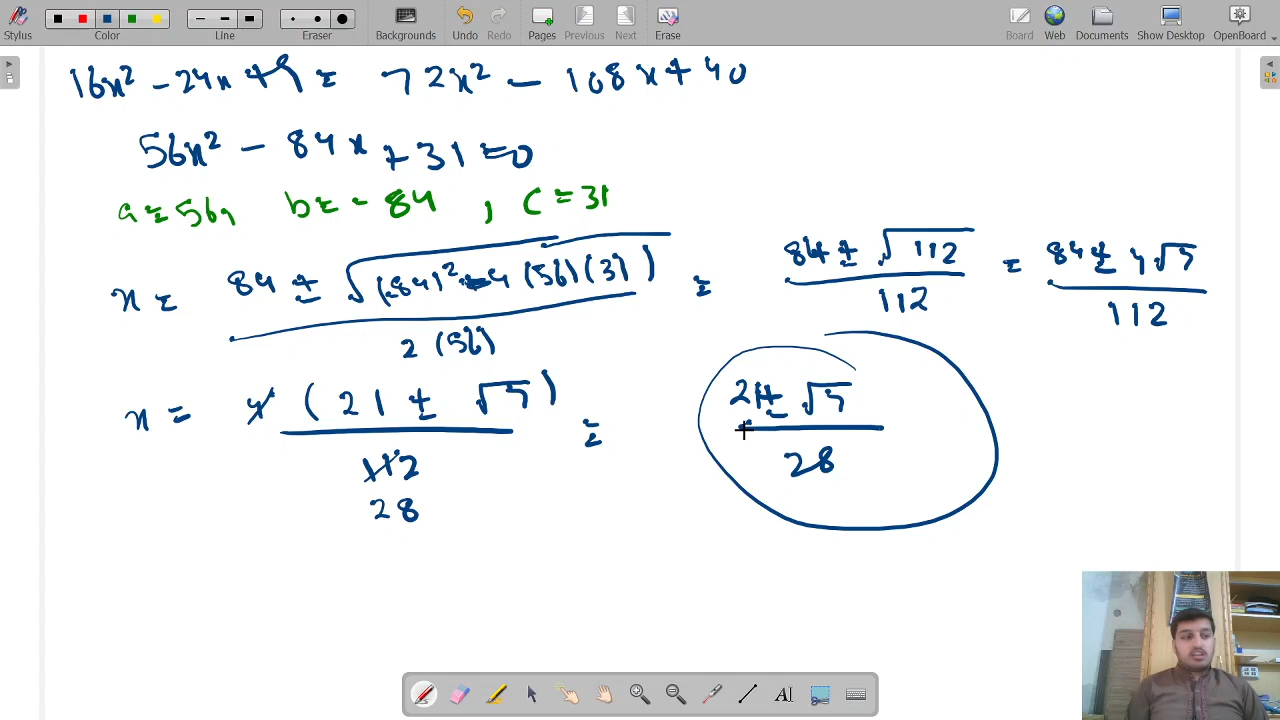 Stylus Color Line Eraser Backgrounds Undo Redo Pages Previous Next Erase Board Web Documents Show Desktop OpenBoard
16x² - 24x + 9 = 72x² - 108x + 40
56x² - 84x + 31 = 0
a = 56, b = - 84 , c = 31
x = 84 ± √(-84)² - 4 (56)(31) / 2 (56) = 84 ± √112 / 112 = 84 ± 4√7 / 112
x = 4 ( 21 ± √7 ) / 112 = 21 ± √7 / 28
28
AI